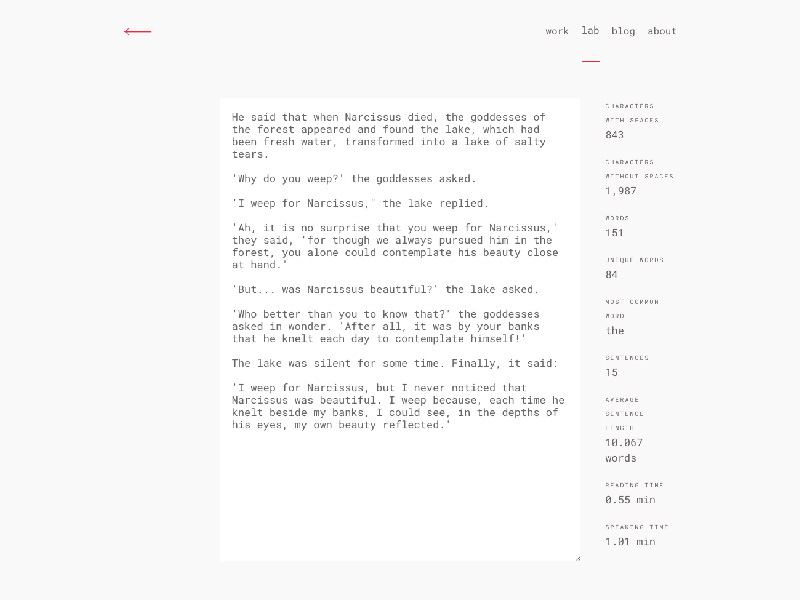 work lab blog about
He said that when Narcissus died, the goddesses of
the forest appeared and found the lake, which had
been fresh water, transformed into a lake of salty
tears.
'Why do you weep?' the goddesses asked.
'I weep for Narcissus,' the lake replied.
'Ah, it is no surprise that you weep for Narcissus,'
they said, 'for though we always pursued him in the
forest, you alone could contemplate his beauty close
at hand.'
'But... was Narcissus beautiful?' the lake asked.
'Who better than you to know that?' the goddesses
asked in wonder. 'After all, it was by your banks
that he knelt each day to contemplate himself!'
The lake was silent for some time. Finally, it said:
'I weep for Narcissus, but I never noticed that
Narcissus was beautiful. I weep because, each time he
knelt beside my banks, I could see, in the depths of
his eyes, my own beauty reflected.'
CHARACTERS
WITH SPACES
843
CHARACTERS
WITHOUT SPACES
1,987
WORDS
151
UNIQUE WORDS
84
MOST COMMON
WORD
the
SENTENCES
15
AVERAGE
SENTENCE
LENGTH
10.067
words
READING TIME
0.55 min
SPEAKING TIME
1.01 min